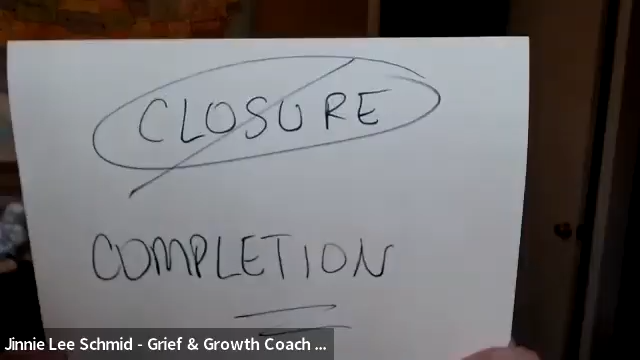 CLOSURE
COMPLETION
Jinnie Lee Schmid - Grief & Growth Coach ...